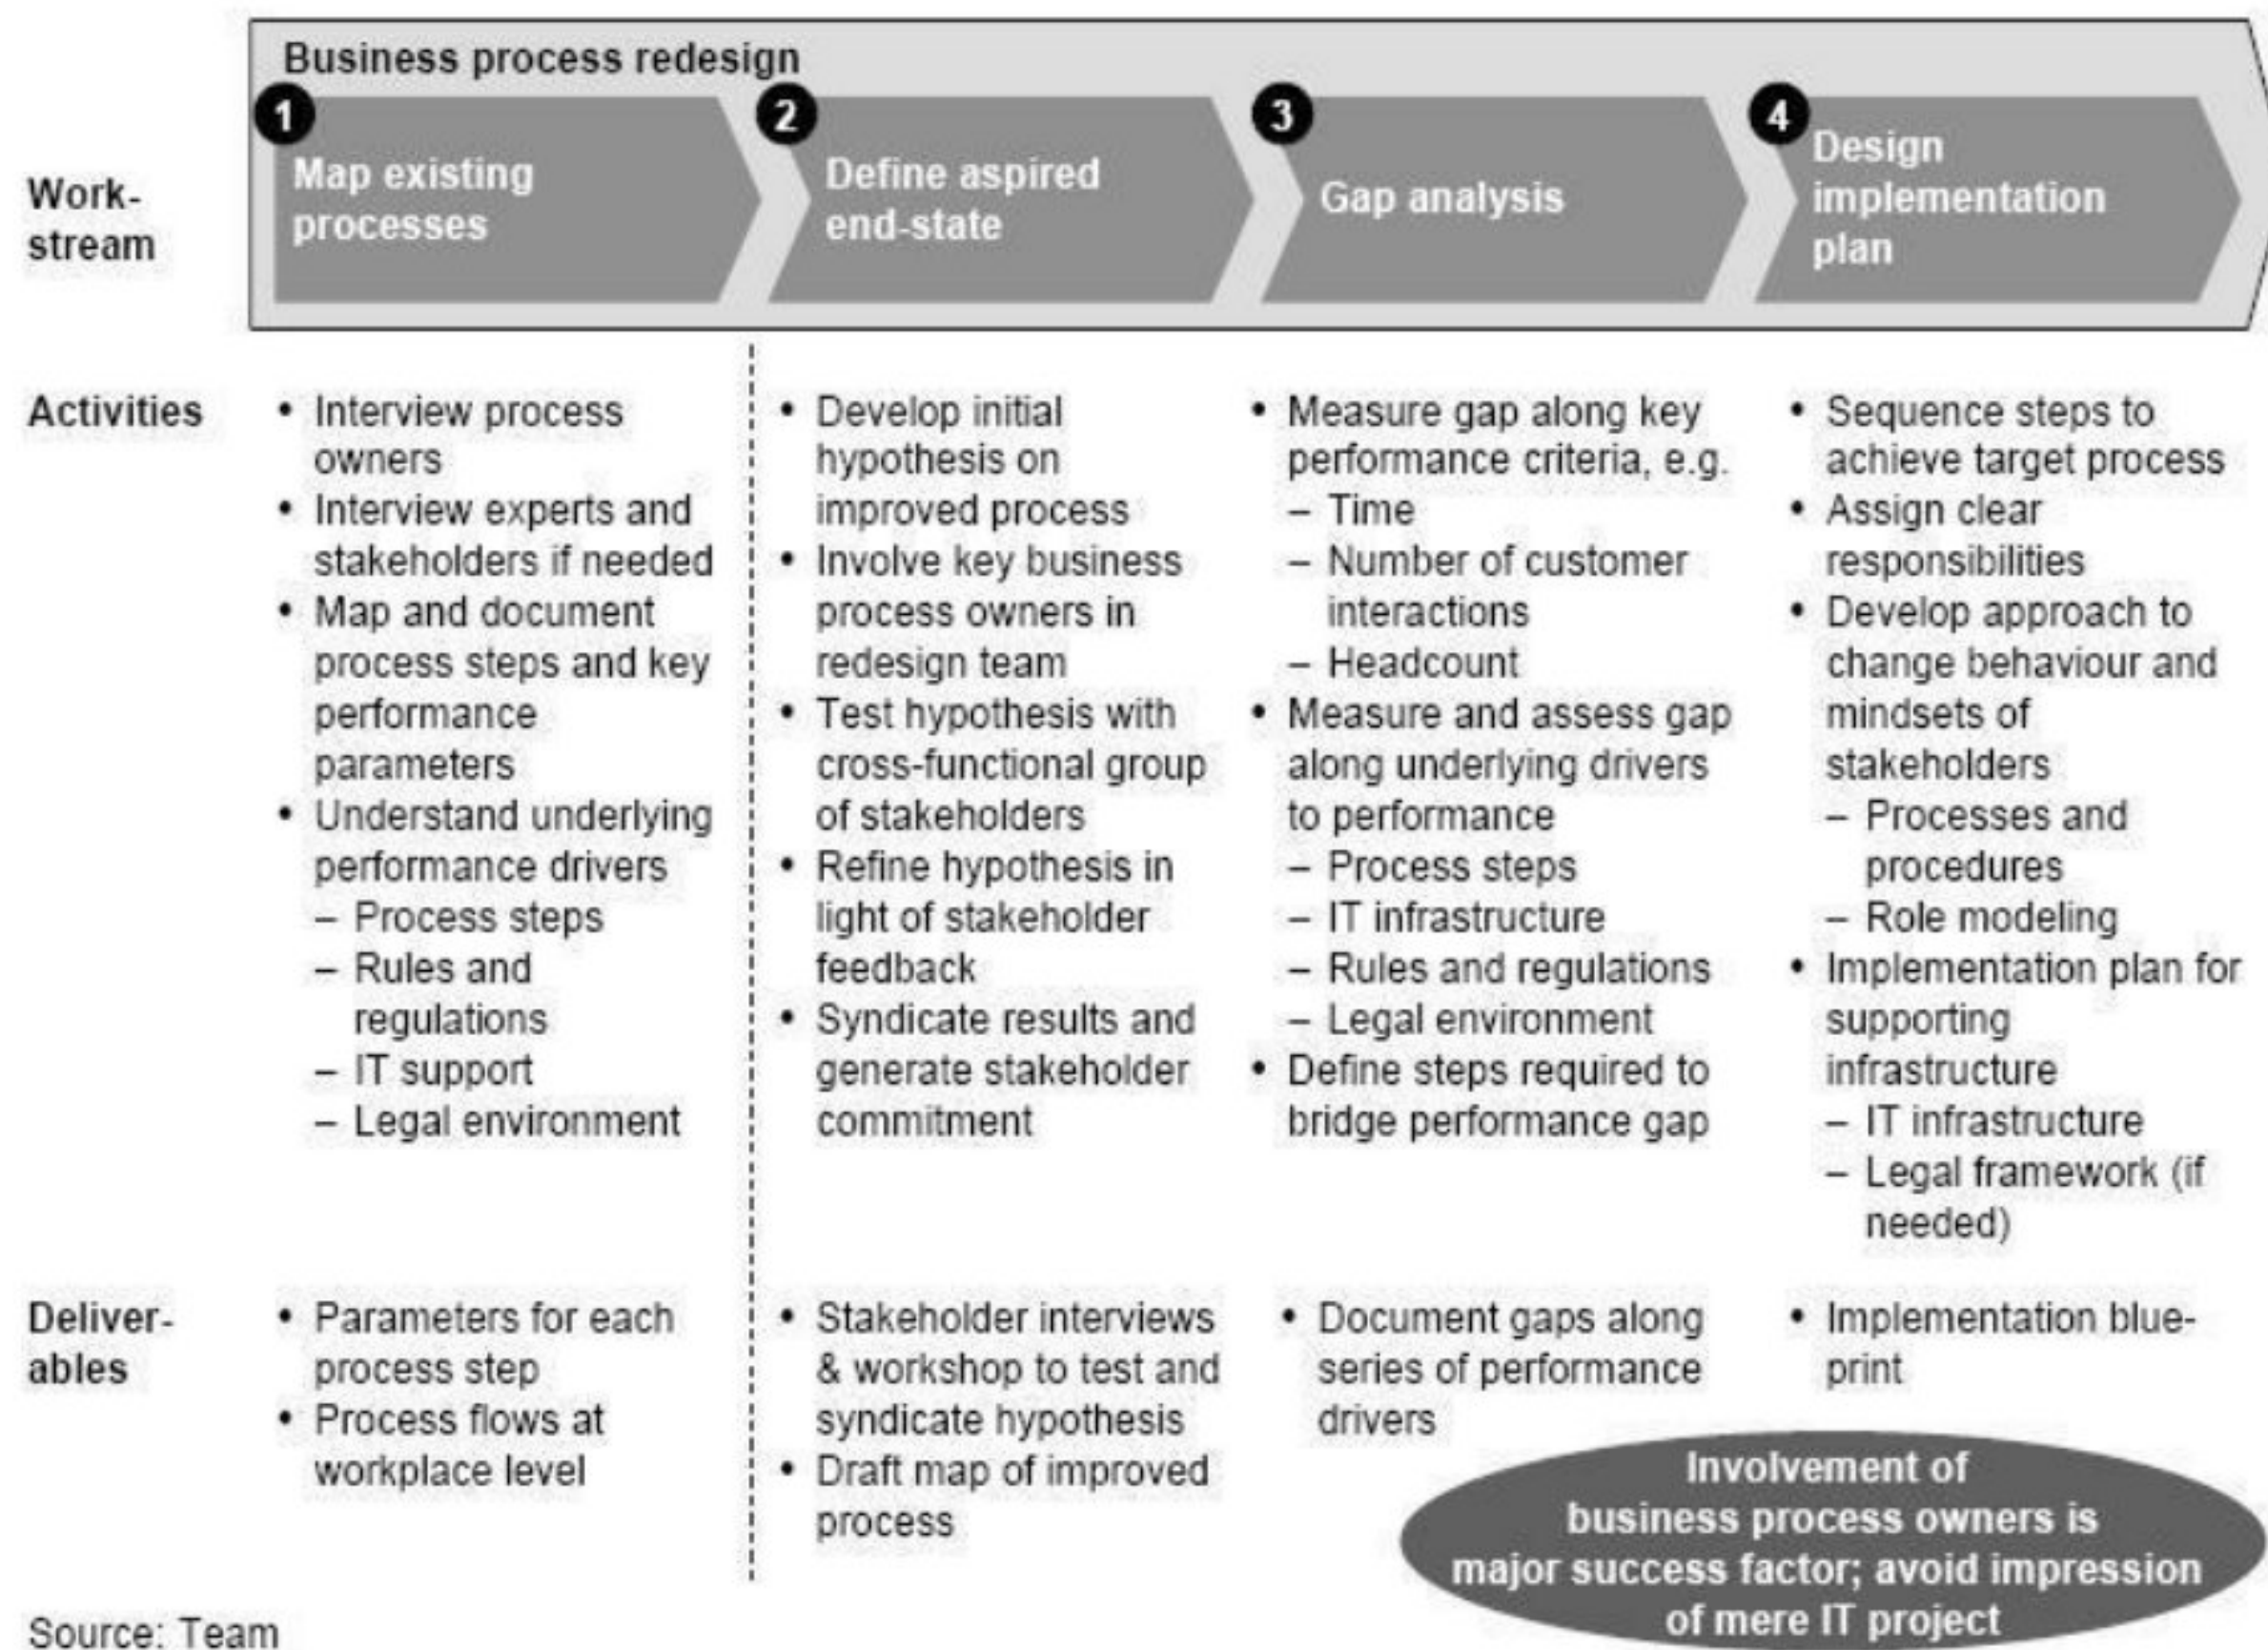 Business process redesign
Work-
stream
1
Map existing
processes
2
Define aspired
end-state
3
Gap analysis
4
Design
implementation
plan
Activities
• Interview process
owners
• Interview experts and
stakeholders if needed
• Map and document
process steps and key
performance
parameters
• Understand underlying
performance drivers
– Process steps
– Rules and
regulations
– IT support
– Legal environment
• Develop initial
hypothesis on
improved process
• Involve key business
process owners in
redesign team
• Test hypothesis with
cross-functional group
of stakeholders
• Refine hypothesis in
light of stakeholder
feedback
• Syndicate results and
generate stakeholder
commitment
• Measure gap along key
performance criteria, e.g.
– Time
– Number of customer
interactions
– Headcount
• Measure and assess gap
along underlying drivers
to performance
– Process steps
– IT infrastructure
– Rules and regulations
– Legal environment
• Define steps required to
bridge performance gap
• Sequence steps to
achieve target process
• Assign clear
responsibilities
• Develop approach to
change behaviour and
mindsets of
stakeholders
– Processes and
procedures
– Role modeling
• Implementation plan for
supporting
infrastructure
– IT infrastructure
– Legal framework (if
needed)
Deliver-
ables
• Parameters for each
process step
• Process flows at
workplace level
• Stakeholder interviews
& workshop to test and
syndicate hypothesis
• Draft map of improved
process
• Document gaps along
series of performance
drivers
• Implementation blue-
print
Involvement of
business process owners is
major success factor; avoid impression
of mere IT project
Source: Team